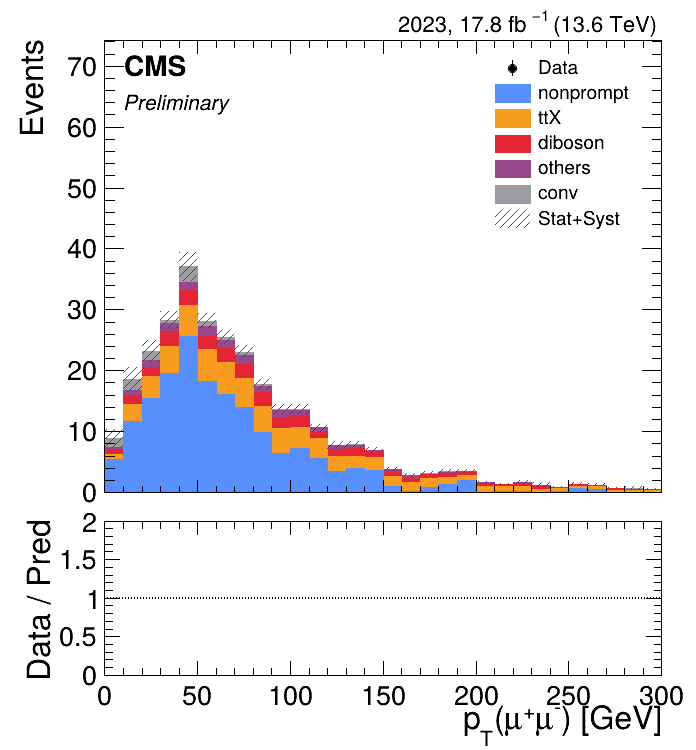 2023, 17.8 fb⁻¹ (13.6 TeV)
CMS
Preliminary
Events
70
60
50
40
30
20
10
0
Data
nonprompt
ttX
diboson
others
conv
Stat+Syst
Data / Pred
2
1.5
1
0.5
0
0 50 100 150 200 250 300
p_T(μ⁺μ⁻) [GeV]